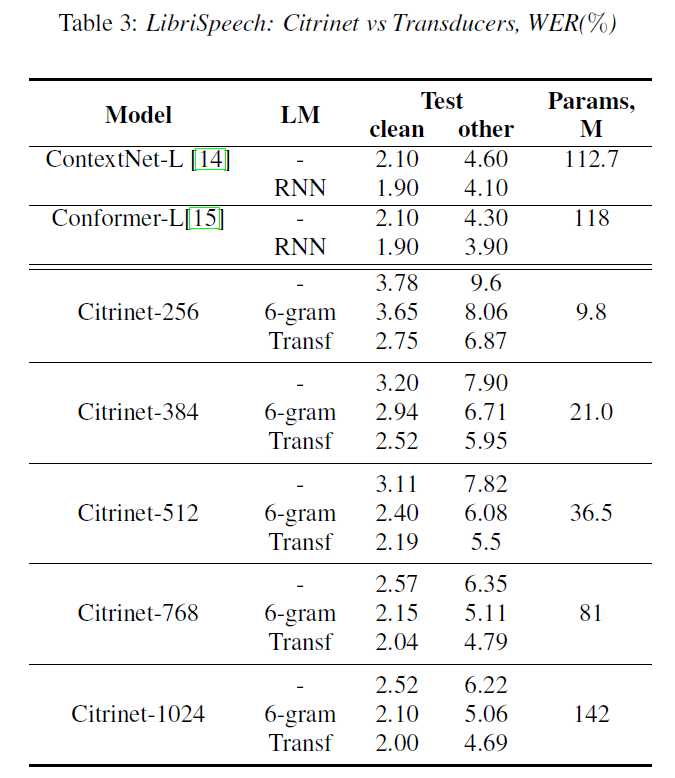 Table 3: LibriSpeech: Citrinet vs Transducers, WER(%)
Model LM Test Params,
clean other M
ContextNet-L [14] - 2.10 4.60 112.7
RNN 1.90 4.10
Conformer-L[15] - 2.10 4.30 118
RNN 1.90 3.90
- 3.78 9.6
Citrinet-256 6-gram 3.65 8.06 9.8
Transf 2.75 6.87
- 3.20 7.90
Citrinet-384 6-gram 2.94 6.71 21.0
Transf 2.52 5.95
- 3.11 7.82
Citrinet-512 6-gram 2.40 6.08 36.5
Transf 2.19 5.5
- 2.57 6.35
Citrinet-768 6-gram 2.15 5.11 81
Transf 2.04 4.79
- 2.52 6.22
Citrinet-1024 6-gram 2.10 5.06 142
Transf 2.00 4.69